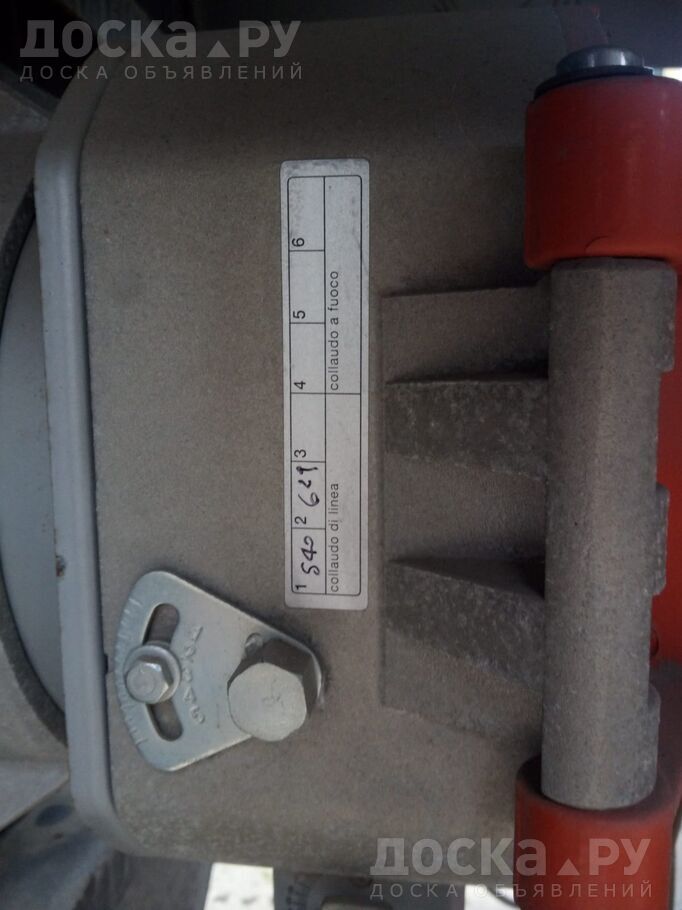 ДОСКА.РУ
ДОСКА ОБЪЯВЛЕНИЙ
1 2 3 4 5 6
540 629
collaudo di linea collaudo a fuoco
ДОСКА.РУ
ДОСКА ОБЪЯВЛЕНИЙ